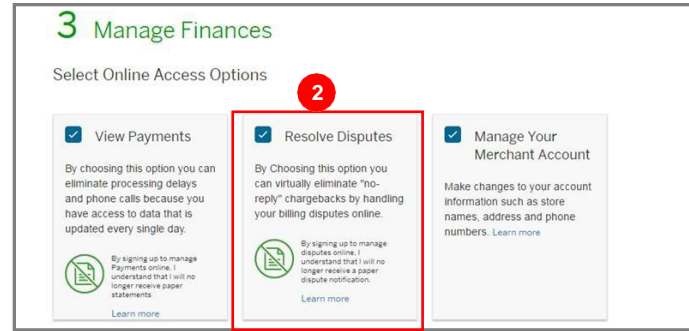 3 Manage Finances
Select Online Access Options
2
View Payments
By choosing this option you can
eliminate processing delays
and phone calls because you
have access to data that is
updated every single day.
By signing up to manage
Payments online, I
understand that I will no
longer receive paper
statements
Learn more
Resolve Disputes
By Choosing this option you
can virtually eliminate "no-
reply" chargebacks by handling
your billing disputes online.
By signing up to manage
disputes online, I
understand that I will no
longer receive a paper
dispute notification.
Learn more
Manage Your
Merchant Account
Make changes to your account
information such as store
names, address and phone
numbers. Learn more